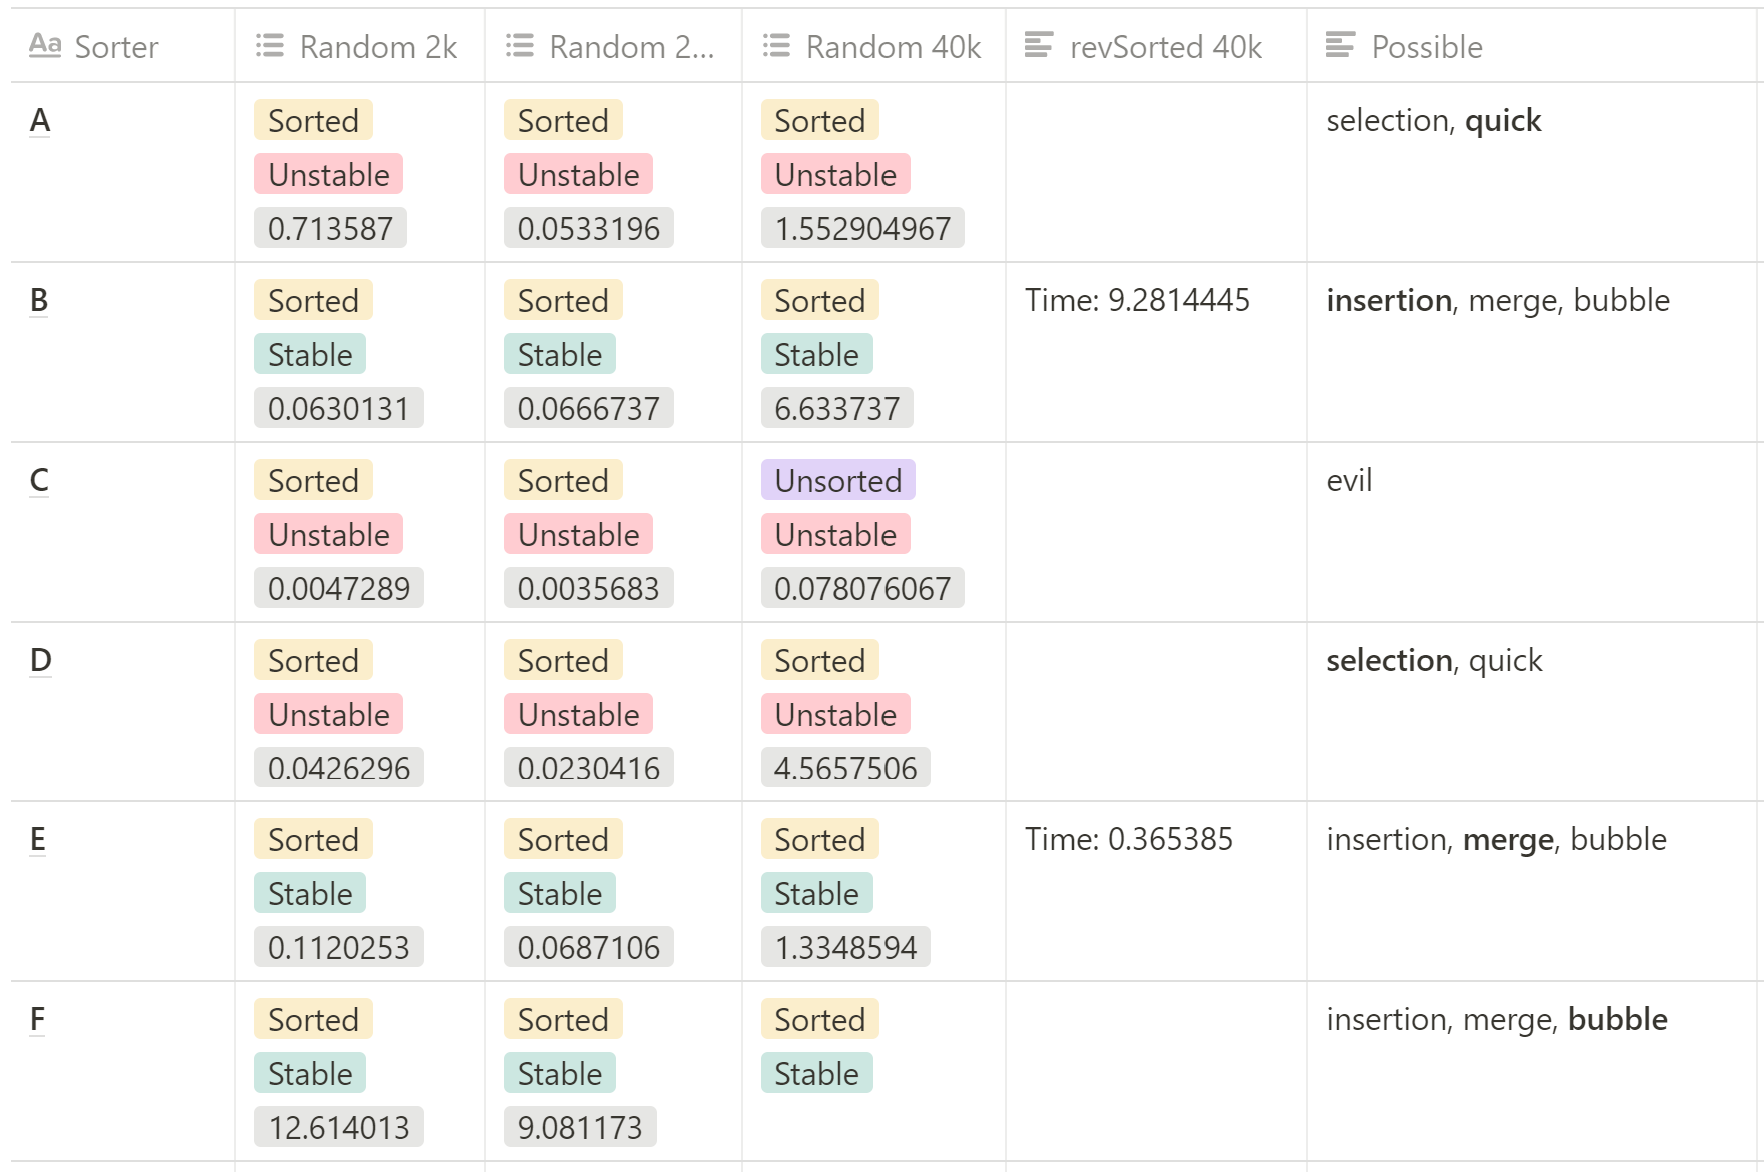 Aa Sorter Random 2k Random 2... Random 40k revSorted 40k Possible
A Sorted Sorted Sorted selection, quick
Unstable Unstable Unstable
0.713587 0.0533196 1.552904967
B Sorted Sorted Sorted Time: 9.2814445 insertion, merge, bubble
Stable Stable Stable
0.0630131 0.0666737 6.633737
C Sorted Sorted Unsorted evil
Unstable Unstable Unstable
0.0047289 0.0035683 0.078076067
D Sorted Sorted Sorted selection, quick
Unstable Unstable Unstable
0.0426296 0.0230416 4.5657506
E Sorted Sorted Sorted Time: 0.365385 insertion, merge, bubble
Stable Stable Stable
0.1120253 0.0687106 1.3348594
F Sorted Sorted Sorted insertion, merge, bubble
Stable Stable Stable
12.614013 9.081173